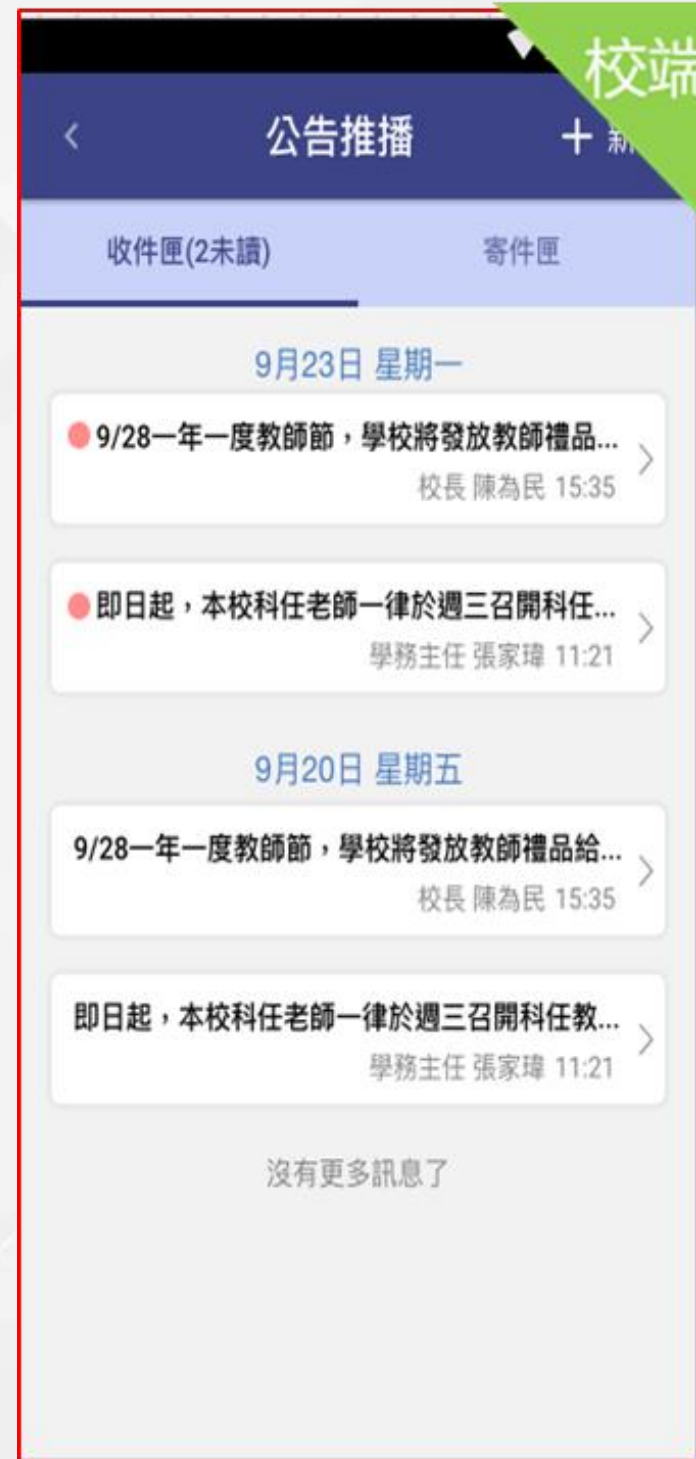 校端
公告推播
+ 新
收件匣(2未讀)
寄件匣
9月23日 星期一
9/28一年一度教師節，學校將發放教師禮品...
校長 陳為民 15:35
即日起，本校科任老師一律於週三召開科任...
學務主任 張家瑋 11:21
9月20日 星期五
9/28一年一度教師節，學校將發放教師禮品給...
校長 陳為民 15:35
即日起，本校科任老師一律於週三召開科任教...
學務主任 張家瑋 11:21
沒有更多訊息了